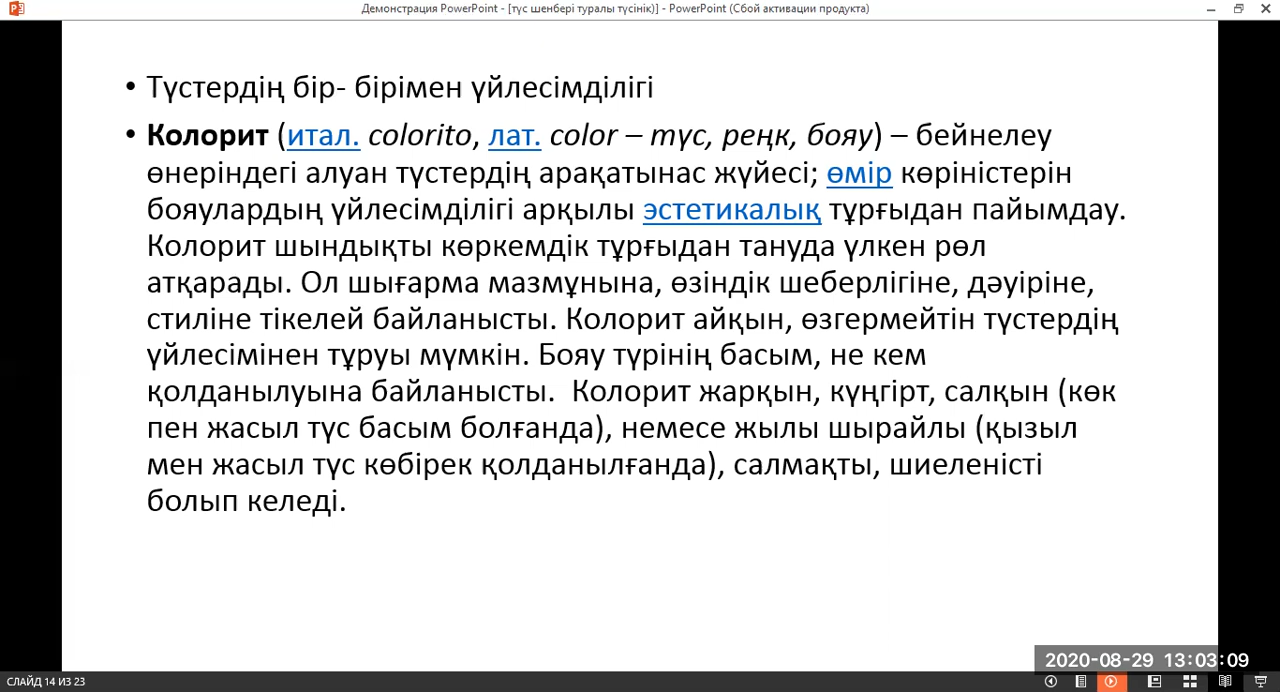 Демонстрация PowerPoint - [түс шенбері туралы түсінік)] - PowerPoint (Сбой активации продукта)
• Түстердің бір- бірімен үйлесімділігі
• Колорит (итал. colorito, лат. color – түс, реңк, бояу) – бейнелеу
өнеріндегі алуан түстердің арақатынас жүйесі; өмір көріністерін
бояулардың үйлесімділігі арқылы эстетикалық тұрғыдан пайымдау.
Колорит шындықты көркемдік тұрғыдан тануда үлкен рөл
атқарады. Ол шығарма мазмұнына, өзіндік шеберлігіне, дәуіріне,
стиліне тікелей байланысты. Колорит айқын, өзгермейтін түстердің
үйлесімінен тұруы мүмкін. Бояу түрінің басым, не кем
қолданылуына байланысты. Колорит жарқын, күңгірт, салқын (көк
пен жасыл түс басым болғанда), немесе жылы шырайлы (қызыл
мен жасыл түс көбірек қолданылғанда), салмақты, шиеленісті
болып келеді.
2020-08-29 13:03:09
СЛАЙД 14 ИЗ 23